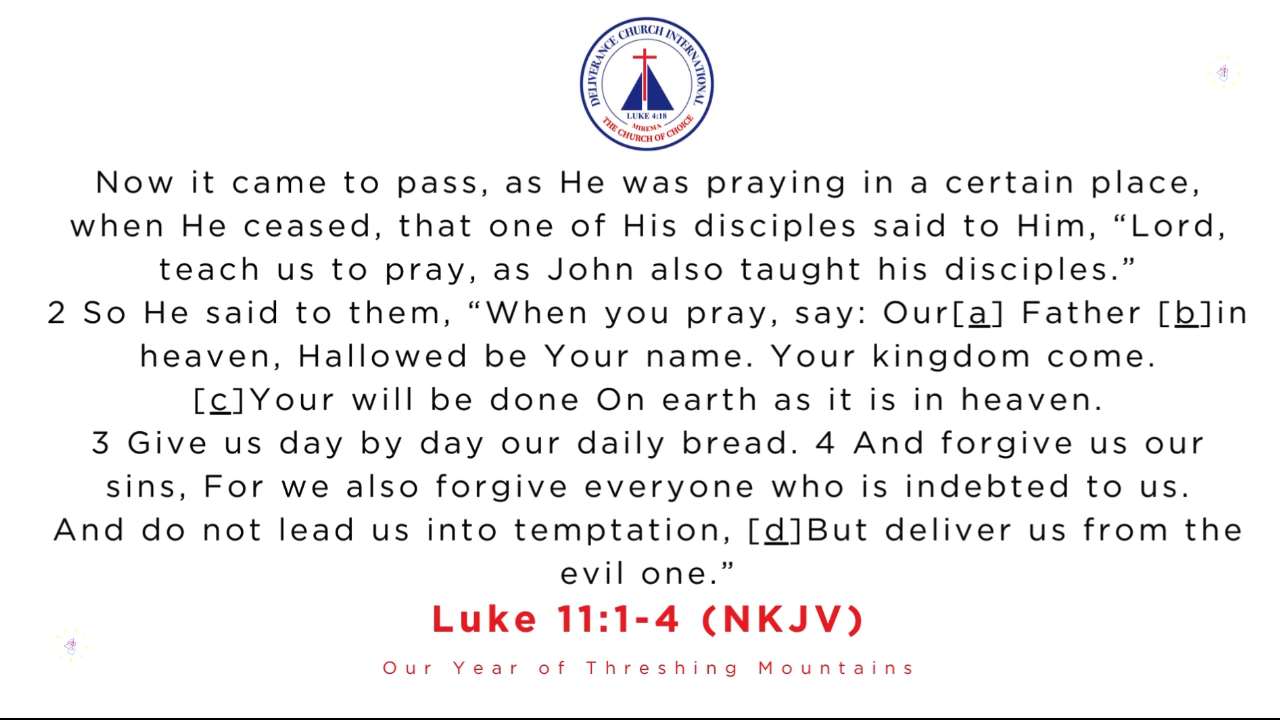 DELIVERANCE CHURCH INTERNATIONAL
LUKE 4:18
MIREMA
THE CHURCH OF CHOICE
Now it came to pass, as He was praying in a certain place,
when He ceased, that one of His disciples said to Him, “Lord,
teach us to pray, as John also taught his disciples.”
2 So He said to them, “When you pray, say: Our[a] Father [b]in
heaven, Hallowed be Your name. Your kingdom come.
[c]Your will be done On earth as it is in heaven.
3 Give us day by day our daily bread. 4 And forgive us our
sins, For we also forgive everyone who is indebted to us.
And do not lead us into temptation, [d]But deliver us from the
evil one.”
Luke 11:1-4 (NKJV)
Our Year of Threshing Mountains